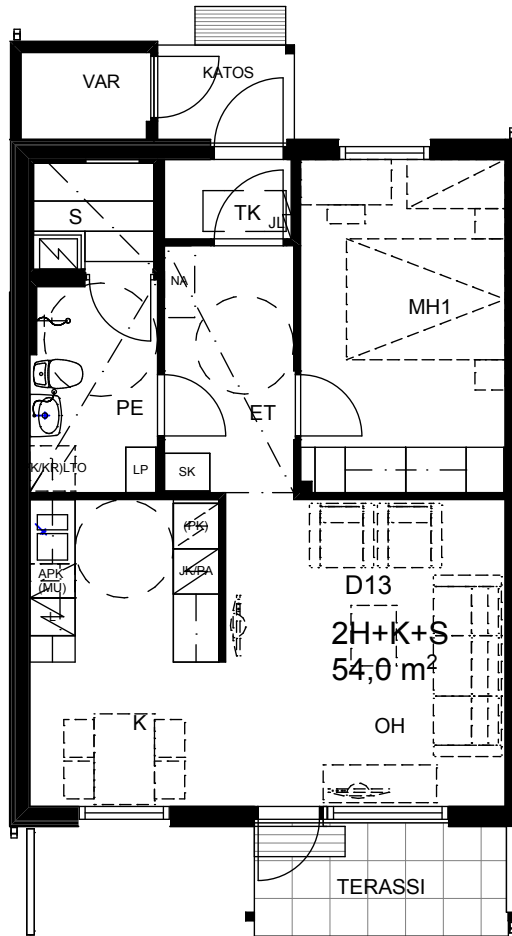 VAR
KATOS
S
TK
JL
NA
MH1
PE
ET
K/KR)LTO
LP
SK
(PK)
APK
(MU)
JK/PA
D13
2H+K+S
54,0 m²
K
OH
TERASSI